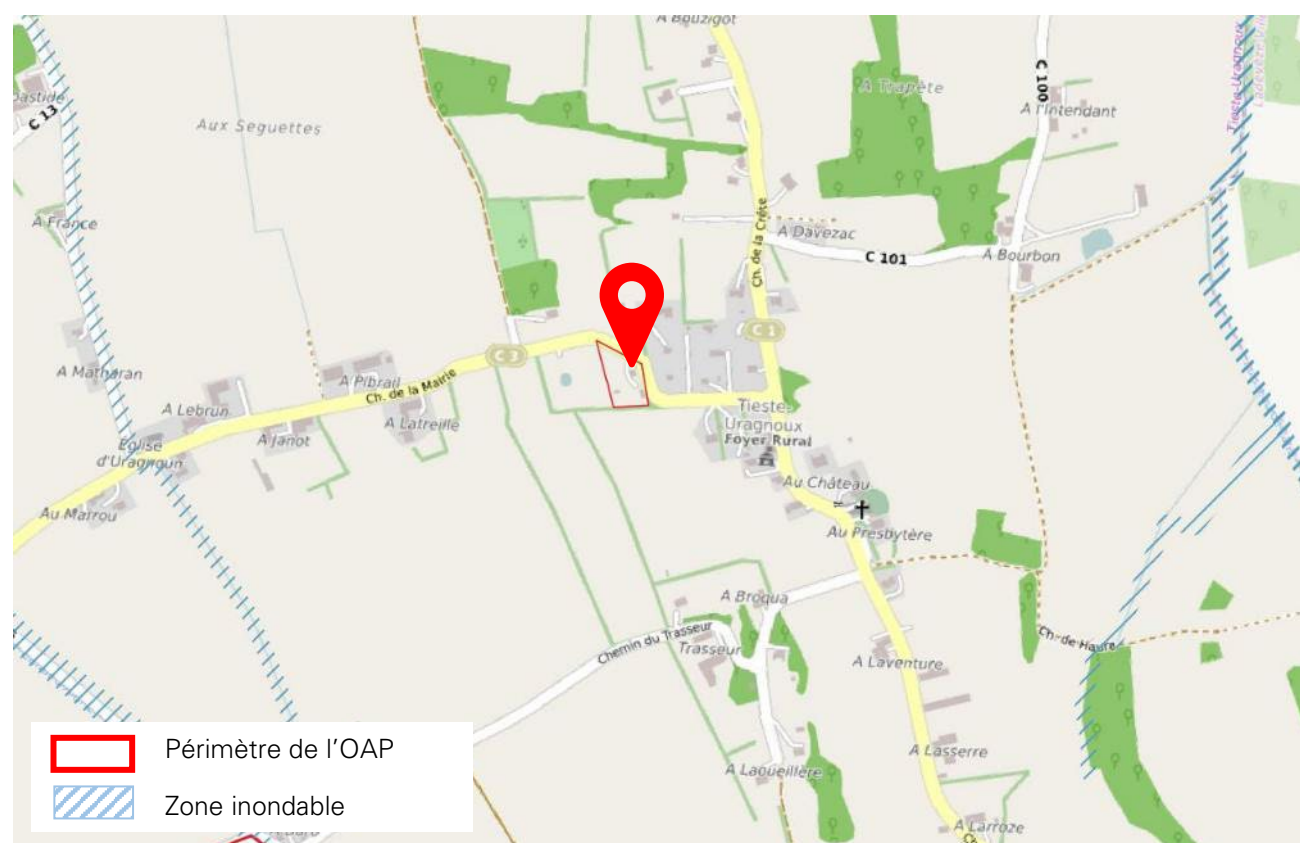 A Bouzigot
A Trapète
C 100
A l'Intendant
Tieste-Uragnoux
C 13
Aux Seguettes
A France
Ch. de la Crête
A Davezac
C 101
A Bourbon
C 1
C 3
A Matharan
A Pibrail
Ch. de la Mairie
A Lebrun
A Latreille
A Janot
Tieste-
Uragnoux
Foyer Rural
Eglise
d'Uragnoun
Au Château
Au Marrou
Au Presbytère
A Broqua
Chemin du Trasseur
Trasseur
Ch. de Haure
A Laventure
A Lasserre
A Laoueillère
A Larroze
Périmètre de l'OAP
Zone inondable